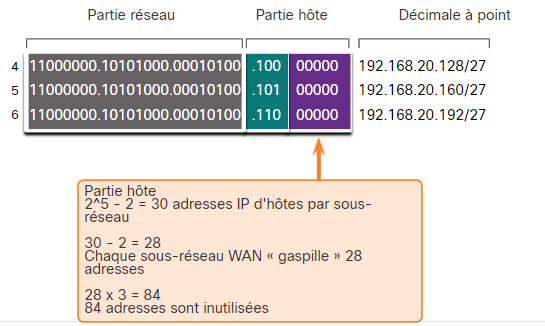 Partie réseau Partie hôte Décimale à point
4 11000000.10101000.00010100 .100 00000 192.168.20.128/27
5 11000000.10101000.00010100 .101 00000 192.168.20.160/27
6 11000000.10101000.00010100 .110 00000 192.168.20.192/27
Partie hôte
2^5 - 2 = 30 adresses IP d'hôtes par sous-
réseau
30 - 2 = 28
Chaque sous-réseau WAN « gaspille » 28
adresses
28 x 3 = 84
84 adresses sont inutilisées